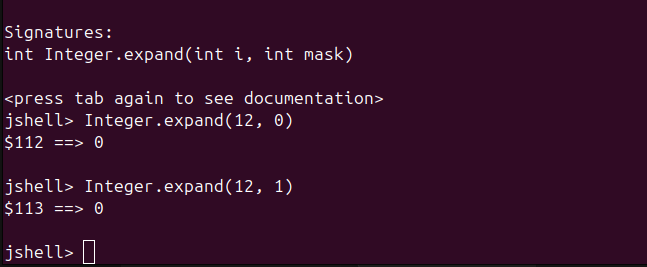 Signatures:
int Integer.expand(int i, int mask)
<press tab again to see documentation>
jshell> Integer.expand(12, 0)
$112 ==> 0
jshell> Integer.expand(12, 1)
$113 ==> 0
jshell>